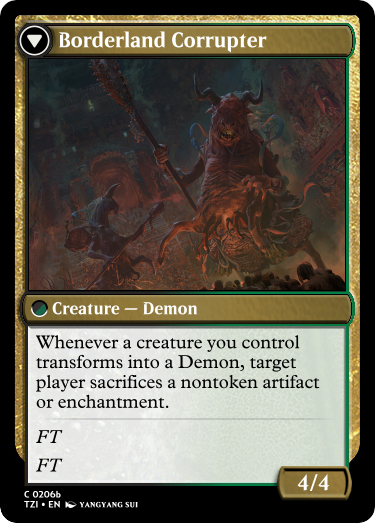 Borderland Corrupter
Creature — Demon
Whenever a creature you control
transforms into a Demon, target
player sacrifices a nontoken artifact
or enchantment.
FT
FT
4/4
C 0206b
TZI • EN YANGYANG SUI